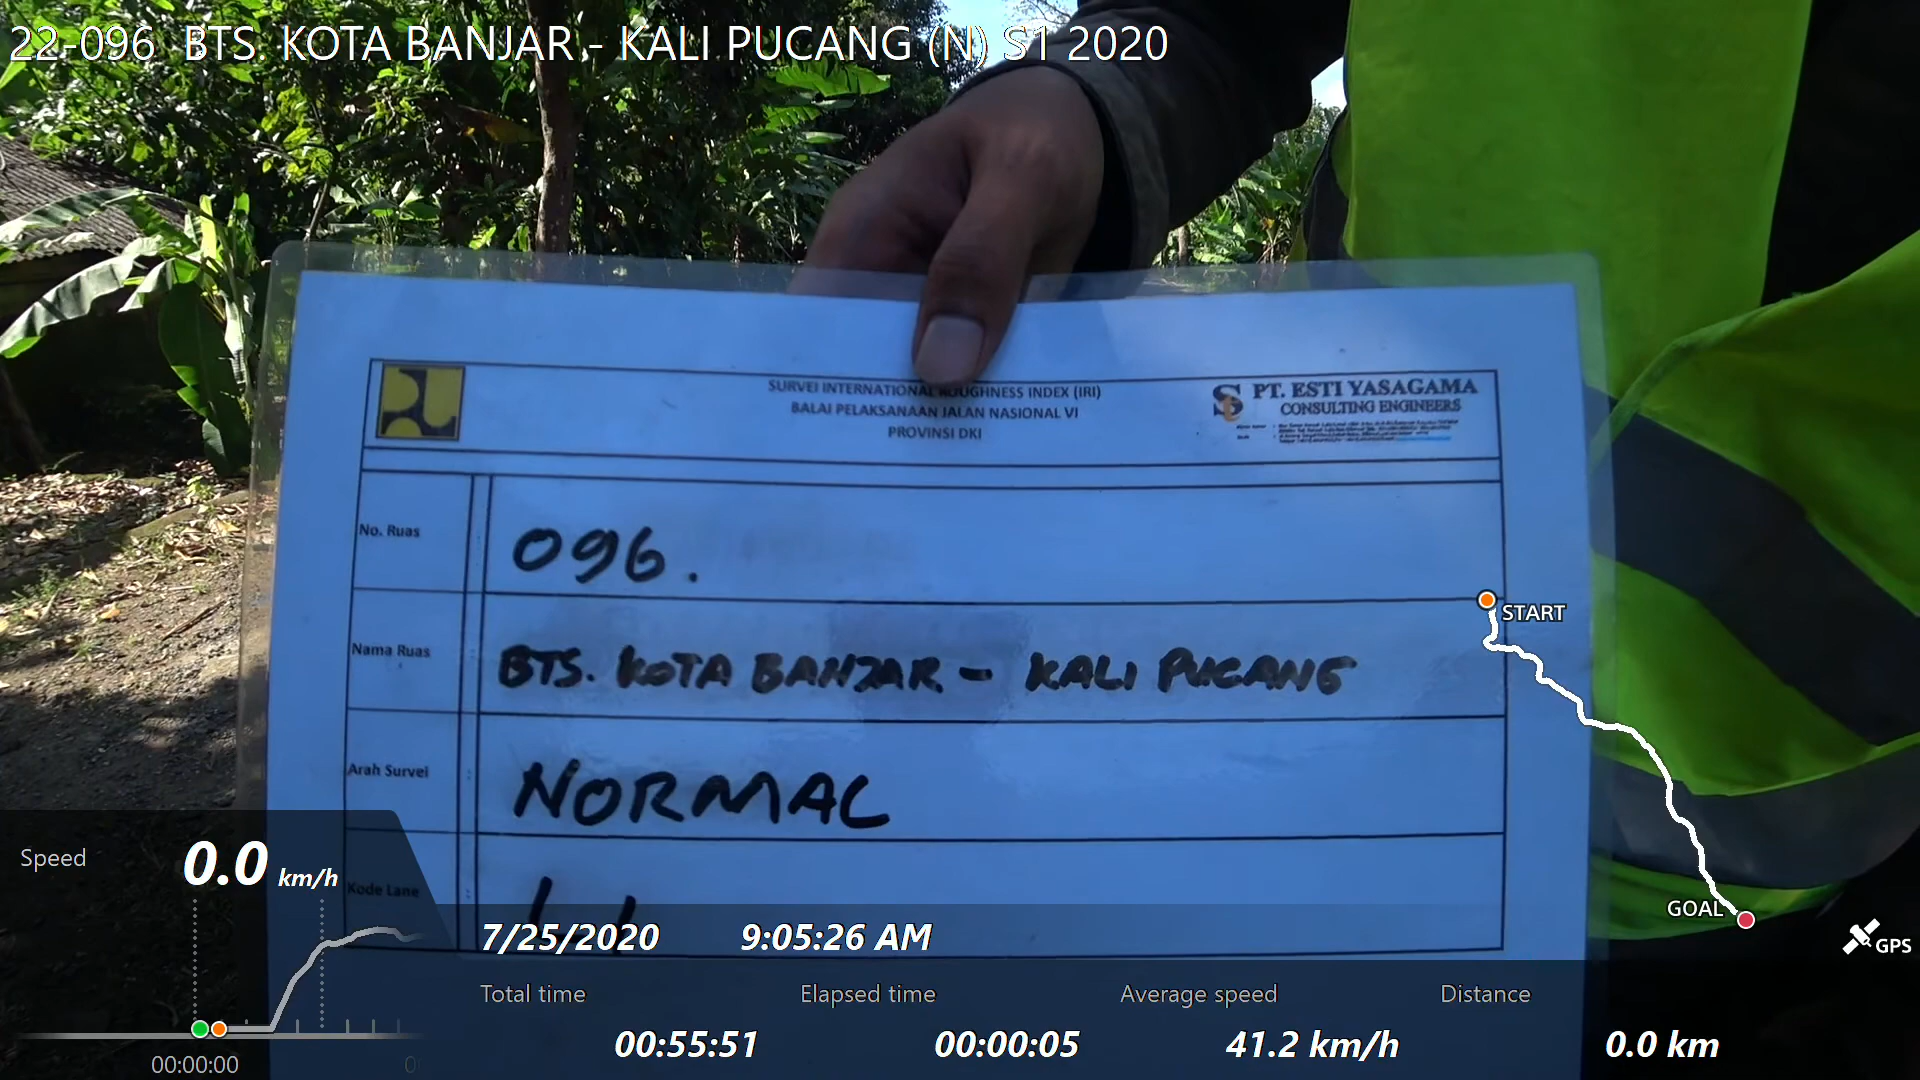 22-096 BTS. KOTA BANJAR - KALI PUCANG (N) S1 2020
SURVEI INTERNATIONAL ROUGHNESS INDEX (IRI)
BALAI PELAKSANAAN JALAN NASIONAL VI
PROVINSI DKI
PT. ESTI YASAGAMA
CONSULTING ENGINEERS
No. Ruas : 096.
Nama Ruas : BTS. KOTA BANJAR - KALI PUCANG
Arah Survei : NORMAL
Kode Lane :
START
GOAL
GPS
Speed 0.0 km/h
00:00:00
7/25/2020 9:05:26 AM
Total time Elapsed time Average speed Distance
00:55:51 00:00:05 41.2 km/h 0.0 km